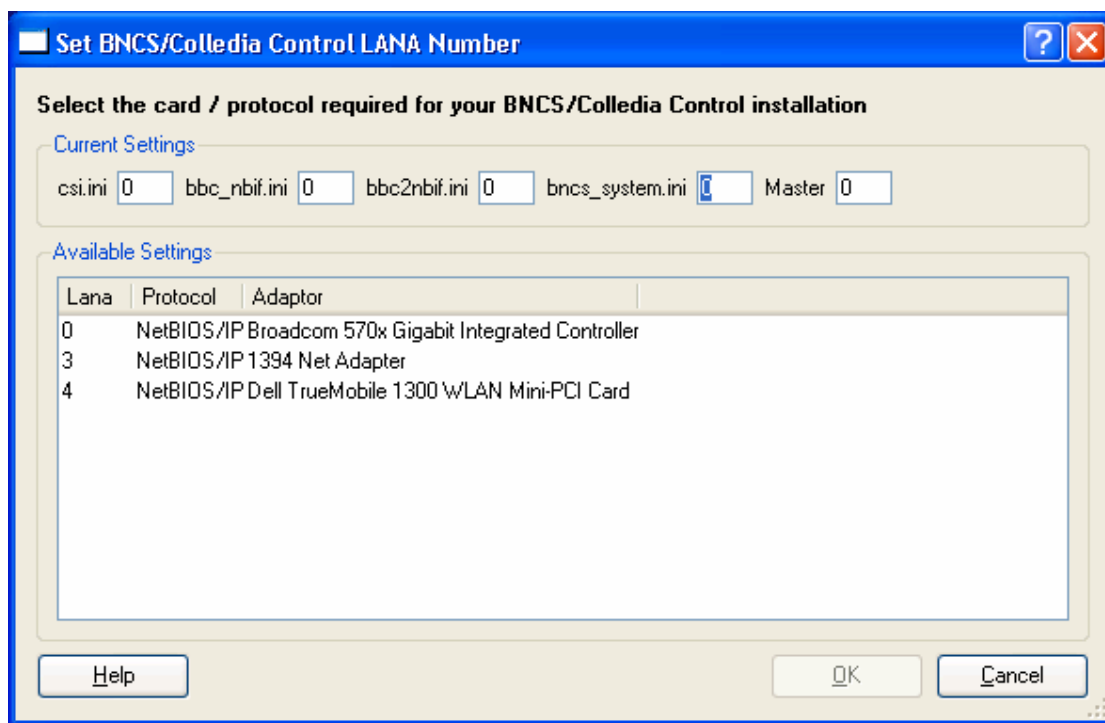 Set BNCS/Colledia Control LANA Number
Select the card / protocol required for your BNCS/Colledia Control installation
Current Settings
csi.ini 0 bbc_nbif.ini 0 bbc2nbif.ini 0 bncs_system.ini 0 Master 0
Available Settings
Lana Protocol Adaptor
0 NetBIOS/IP Broadcom 570x Gigabit Integrated Controller
3 NetBIOS/IP 1394 Net Adapter
4 NetBIOS/IP Dell TrueMobile 1300 WLAN Mini-PCI Card
Help OK Cancel